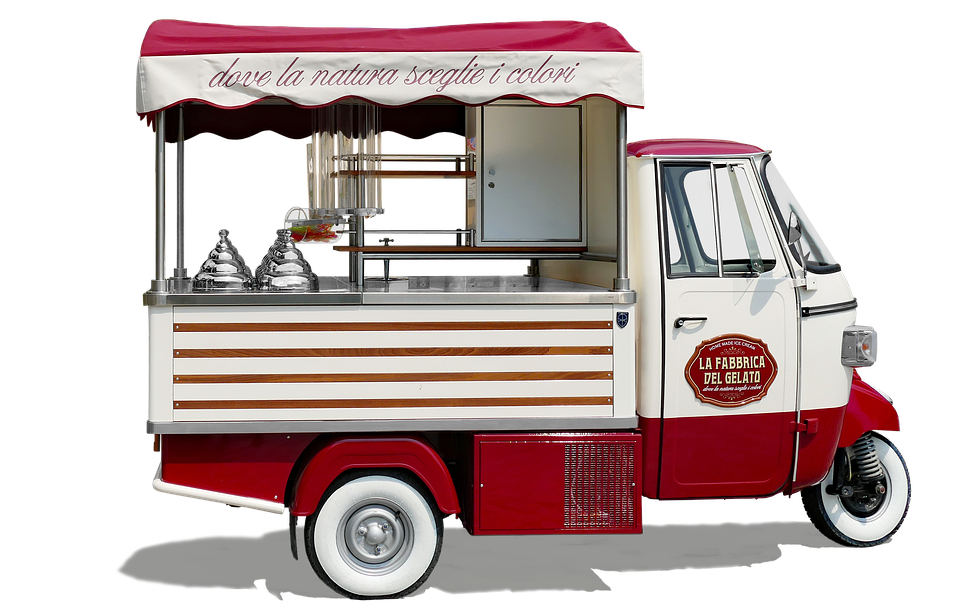 dove la natura sceglie i colori
HOME MADE ICE CREAM
LA FABBRICA
DEL GELATO
dove la natura sceglie i colori